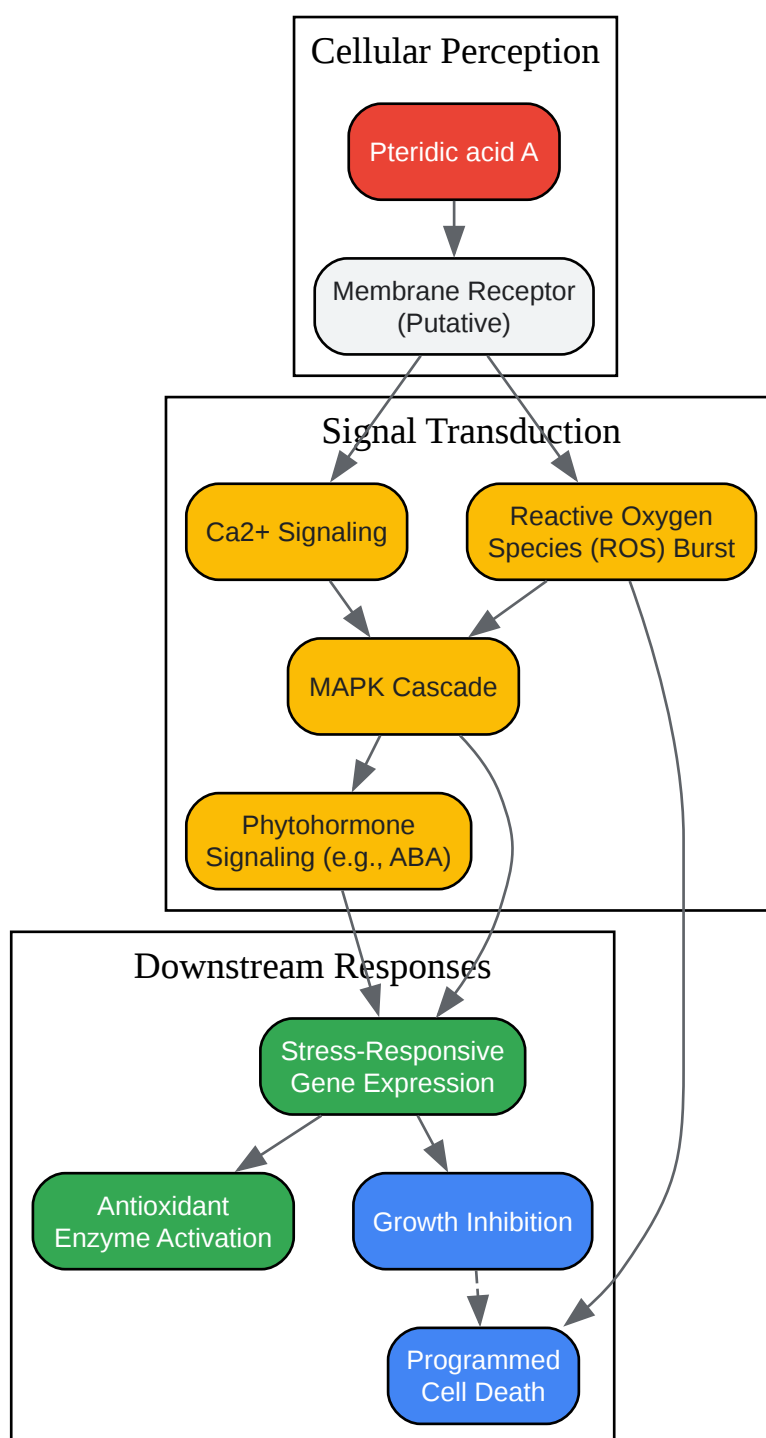 Cellular Perception
Pteridic acid A
Membrane Receptor
(Putative)
Signal Transduction
Ca2+ Signaling
Reactive Oxygen
Species (ROS) Burst
MAPK Cascade
Phytohormone
Signaling (e.g., ABA)
Downstream Responses
Stress-Responsive
Gene Expression
Antioxidant
Enzyme Activation
Growth Inhibition
Programmed
Cell Death